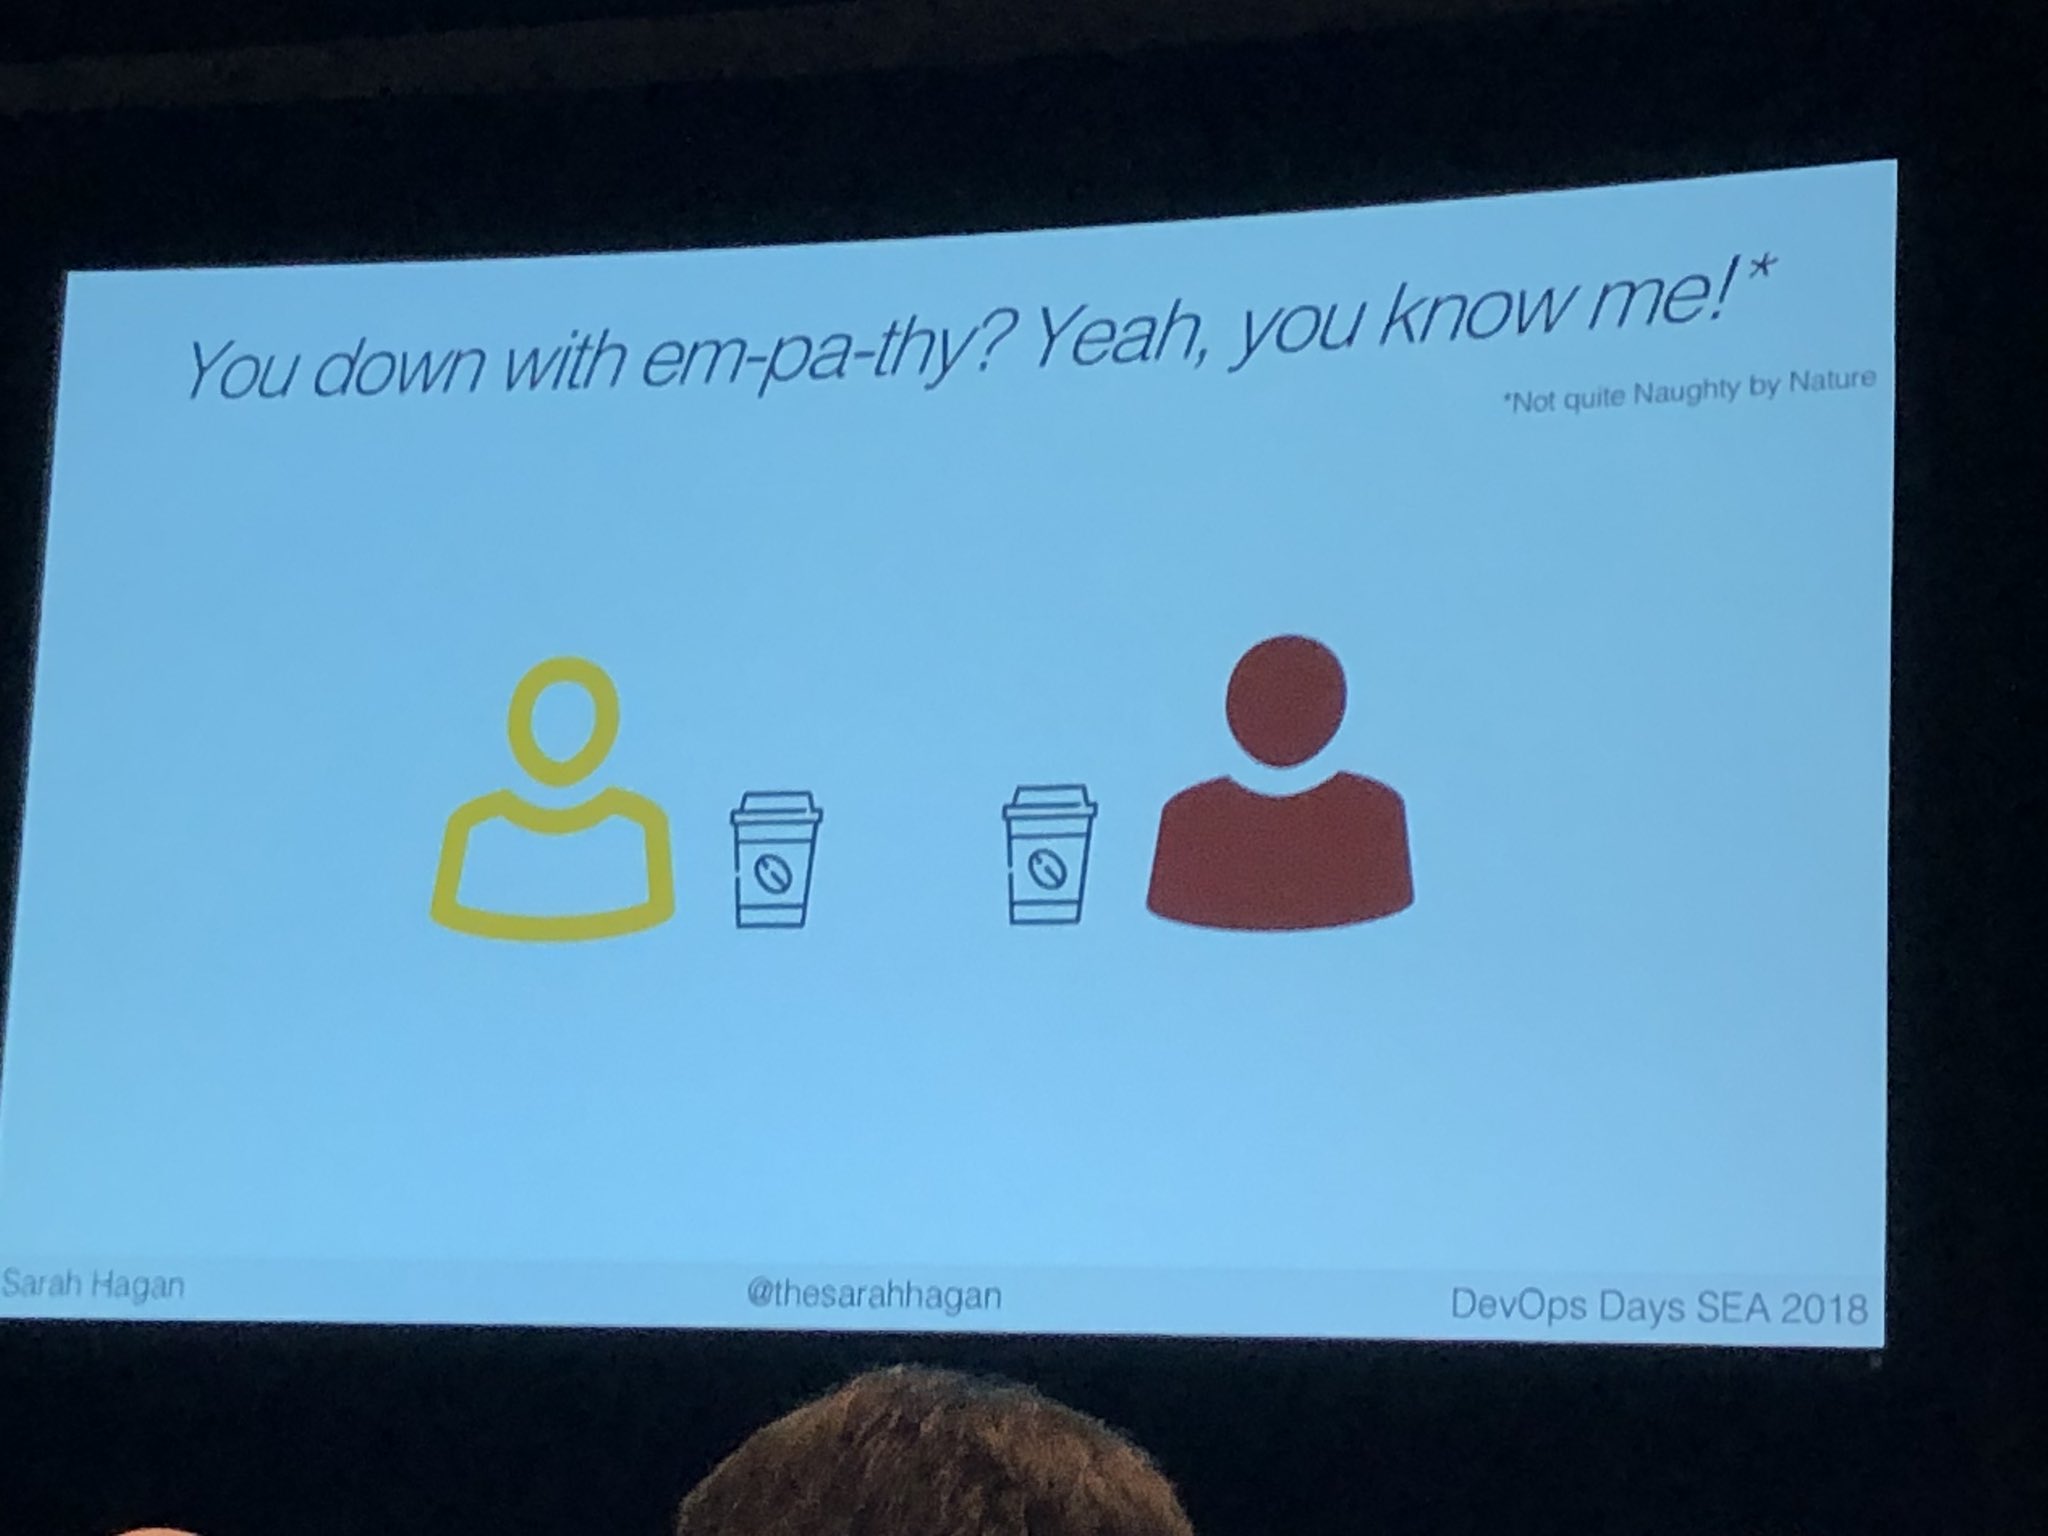 You down with em-pa-thy? Yeah, you know me!*
*Not quite Naughty by Nature
Sarah Hagan
@thesarahhagan
DevOps Days SEA 2018